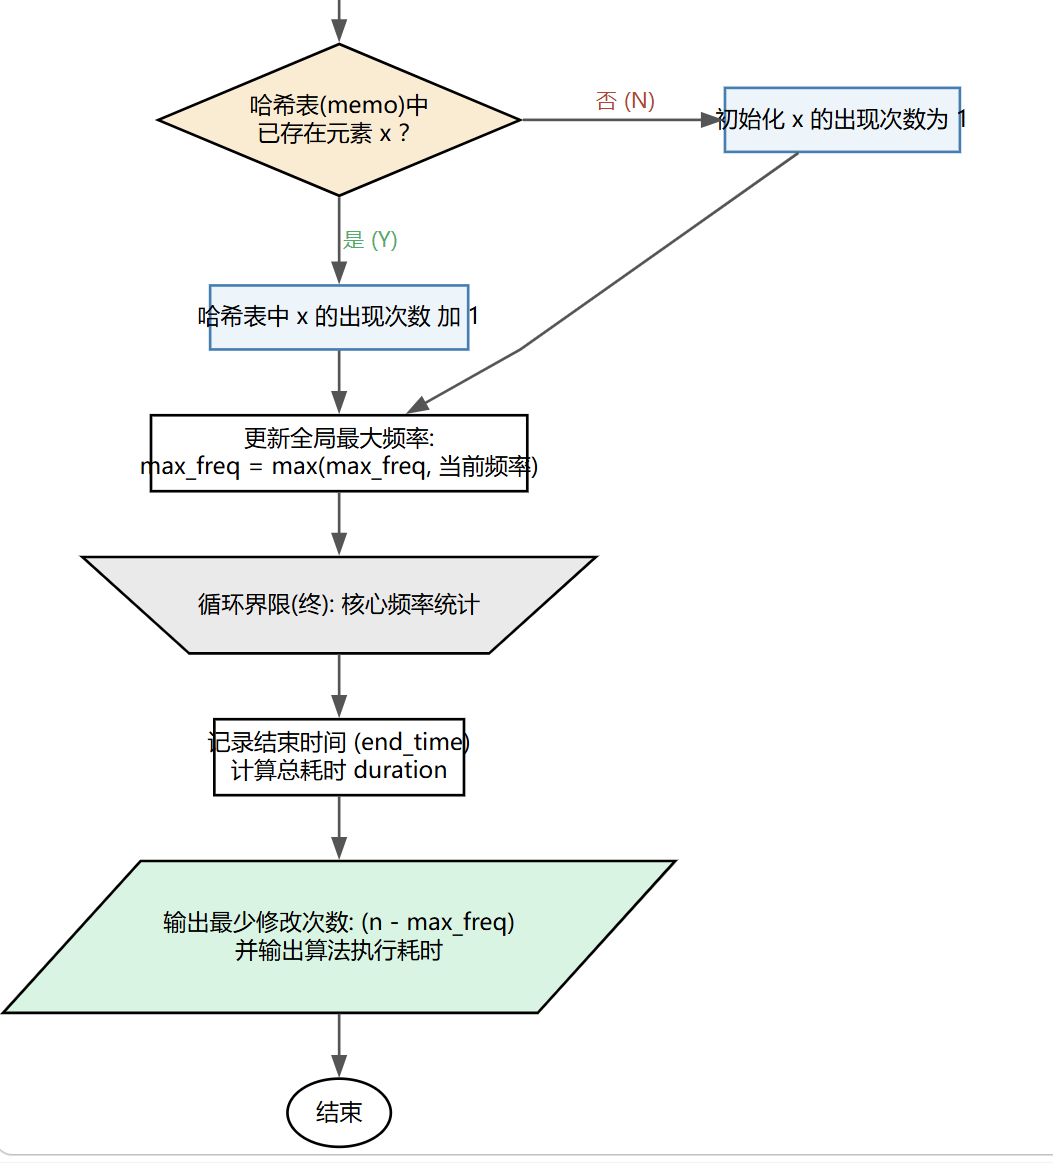 哈希表(memo)中
已存在元素 x ?
否 (N)
初始化 x 的出现次数为 1
是 (Y)
哈希表中 x 的出现次数 加 1
更新全局最大频率:
max_freq = max(max_freq, 当前频率)
循环界限(终): 核心频率统计
记录结束时间 (end_time)
计算总耗时 duration
输出最少修改次数: (n - max_freq)
并输出算法执行耗时
结束